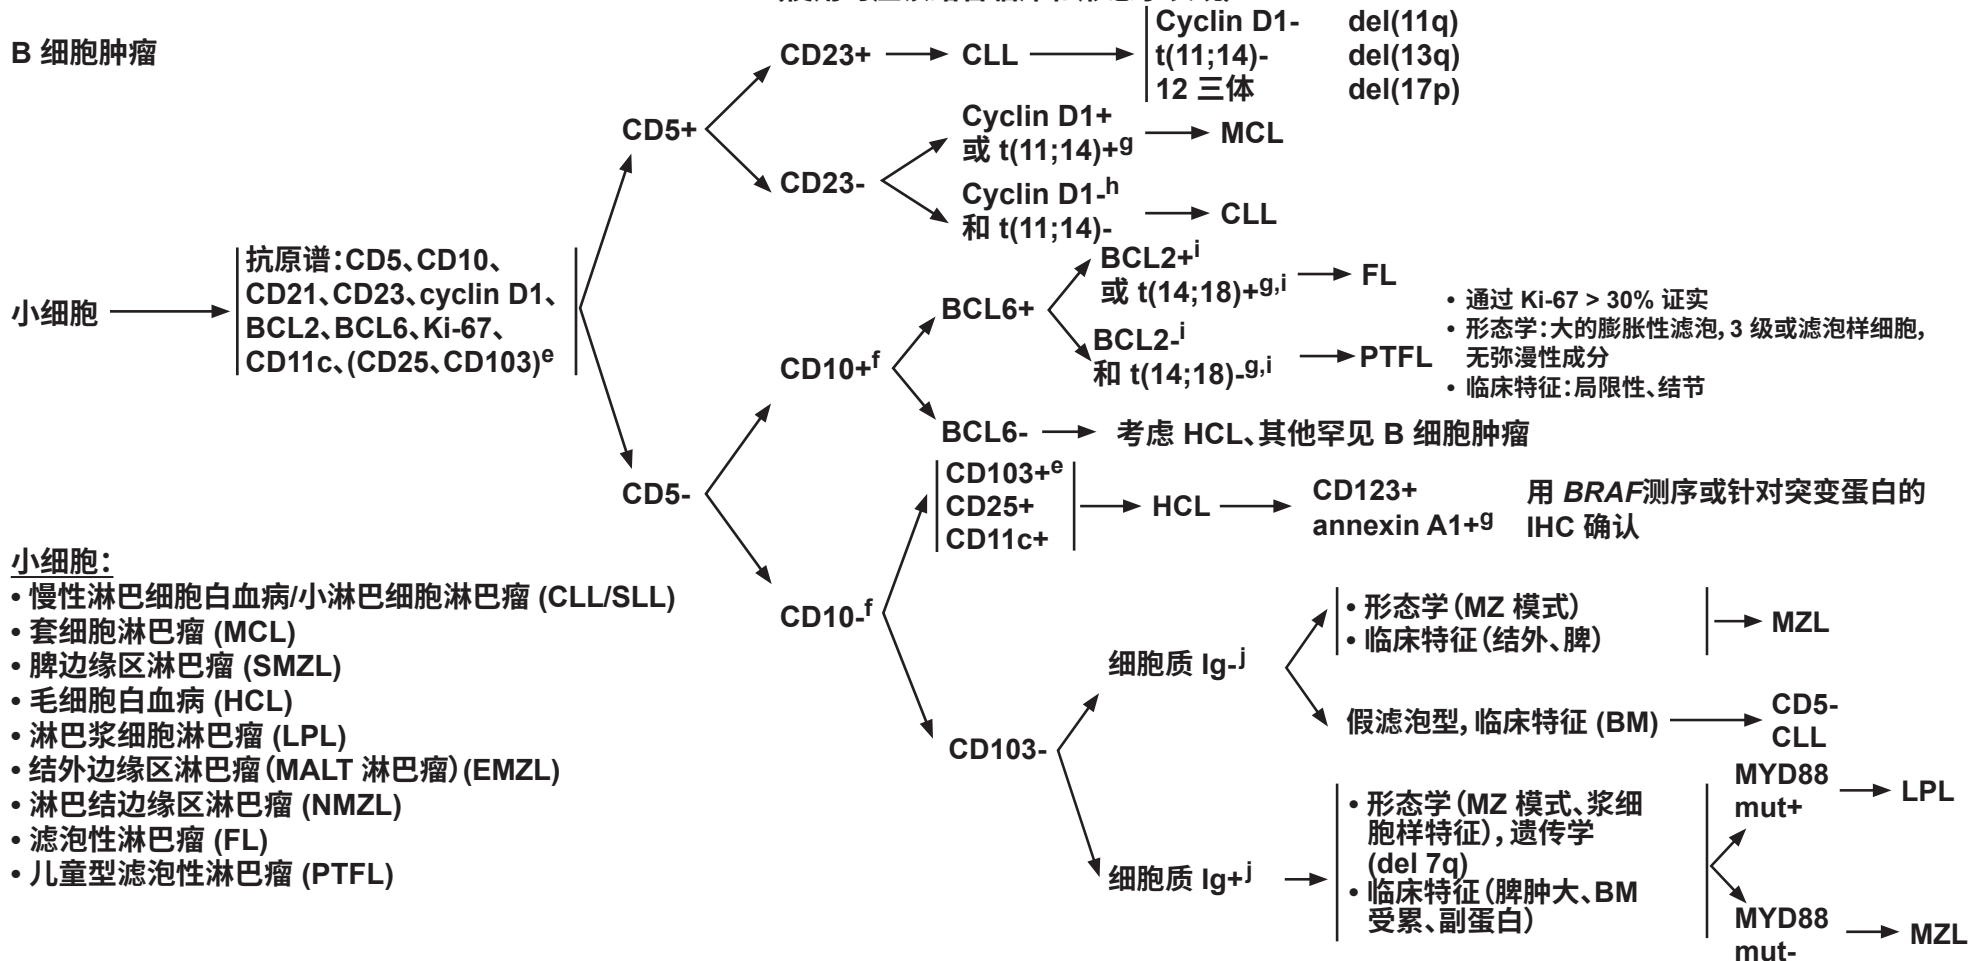 B 细胞肿瘤
CD23+
CLL
Cyclin D1-
t(11;14)-
12 三体
del(11q)
del(13q)
del(17p)
CD5+
CD23-
Cyclin D1+
或 t(11;14)+g
MCL
Cyclin D1-h
和 t(11;14)-
CLL
小细胞
抗原谱：CD5、CD10、
CD21、CD23、cyclin D1、
BCL2、BCL6、Ki-67、
CD11c、(CD25、CD103)e
CD5-
CD10+f
BCL6+
BCL2+i
或 t(14;18)+g,i
FL
BCL2-i
和 t(14;18)-g,i
PTFL
• 通过 Ki-67 > 30% 证实
• 形态学：大的膨胀性滤泡，3 级或滤泡样细胞，
无弥漫性成分
• 临床特征：局限性、结节
BCL6-
考虑 HCL、其他罕见 B 细胞肿瘤
CD10-f
CD103+e
CD25+
CD11c+
HCL
CD123+
annexin A1+g
用 BRAF测序或针对突变蛋白的
IHC 确认
CD103-
细胞质 Ig-j
• 形态学（MZ 模式）
• 临床特征（结外、脾）
MZL
假滤泡型，临床特征 (BM)
CD5-
CLL
细胞质 Ig+j
• 形态学（MZ 模式、浆细
胞样特征），遗传学
(del 7q)
• 临床特征（脾肿大、BM
受累、副蛋白）
MYD88
mut+
LPL
MYD88
mut-
MZL
小细胞：
• 慢性淋巴细胞白血病/小淋巴细胞淋巴瘤 (CLL/SLL)
• 套细胞淋巴瘤 (MCL)
• 脾边缘区淋巴瘤 (SMZL)
• 毛细胞白血病 (HCL)
• 淋巴浆细胞淋巴瘤 (LPL)
• 结外边缘区淋巴瘤（MALT 淋巴瘤）(EMZL)
• 淋巴结边缘区淋巴瘤 (NMZL)
• 滤泡性淋巴瘤 (FL)
• 儿童型滤泡性淋巴瘤 (PTFL)